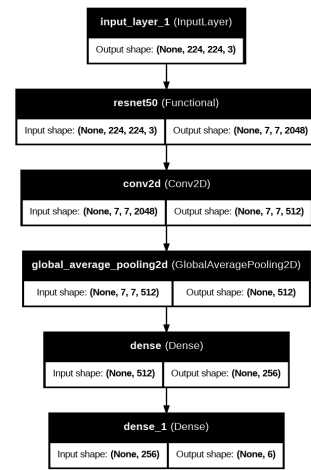 input_layer_1 (InputLayer)
Output shape: (None, 224, 224, 3)
resnet50 (Functional)
Input shape: (None, 224, 224, 3) Output shape: (None, 7, 7, 2048)
conv2d (Conv2D)
Input shape: (None, 7, 7, 2048) Output shape: (None, 7, 7, 512)
global_average_pooling2d (GlobalAveragePooling2D)
Input shape: (None, 7, 7, 512) Output shape: (None, 512)
dense (Dense)
Input shape: (None, 512) Output shape: (None, 256)
dense_1 (Dense)
Input shape: (None, 256) Output shape: (None, 6)